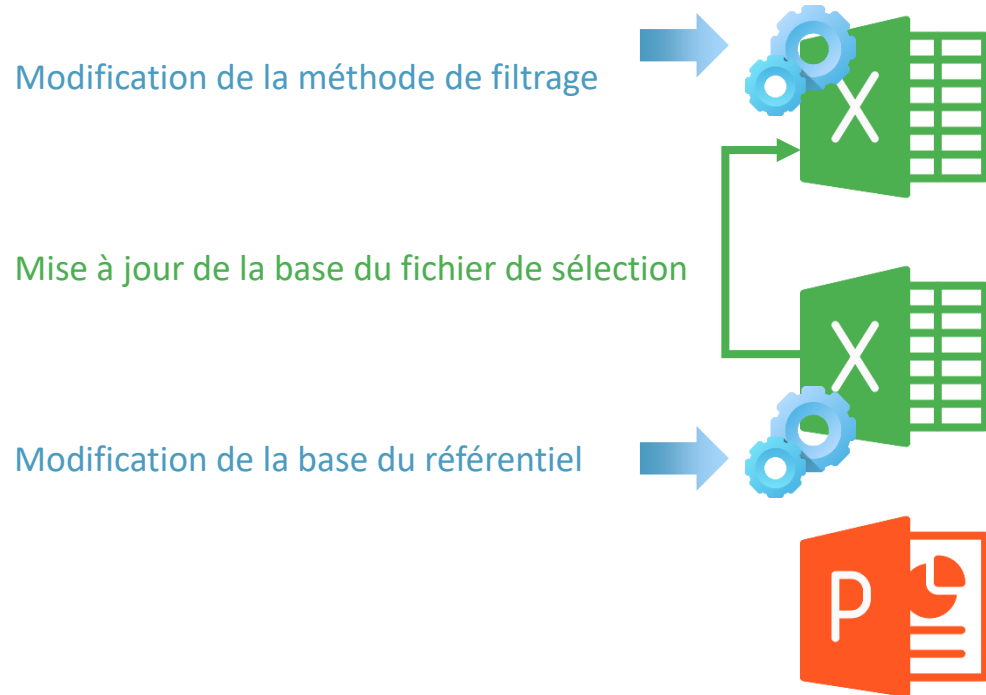 Modification de la méthode de filtrage
X
Mise à jour de la base du fichier de sélection
X
Modification de la base du référentiel
P